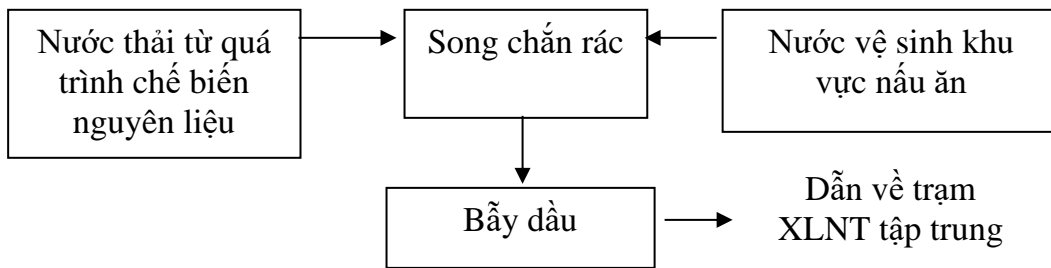 Nước thải từ quá
trình chế biến
nguyên liệu
Song chắn rác
Nước vệ sinh khu
vực nấu ăn
Bẫy dầu
Dẫn về trạm
XLNT tập trung